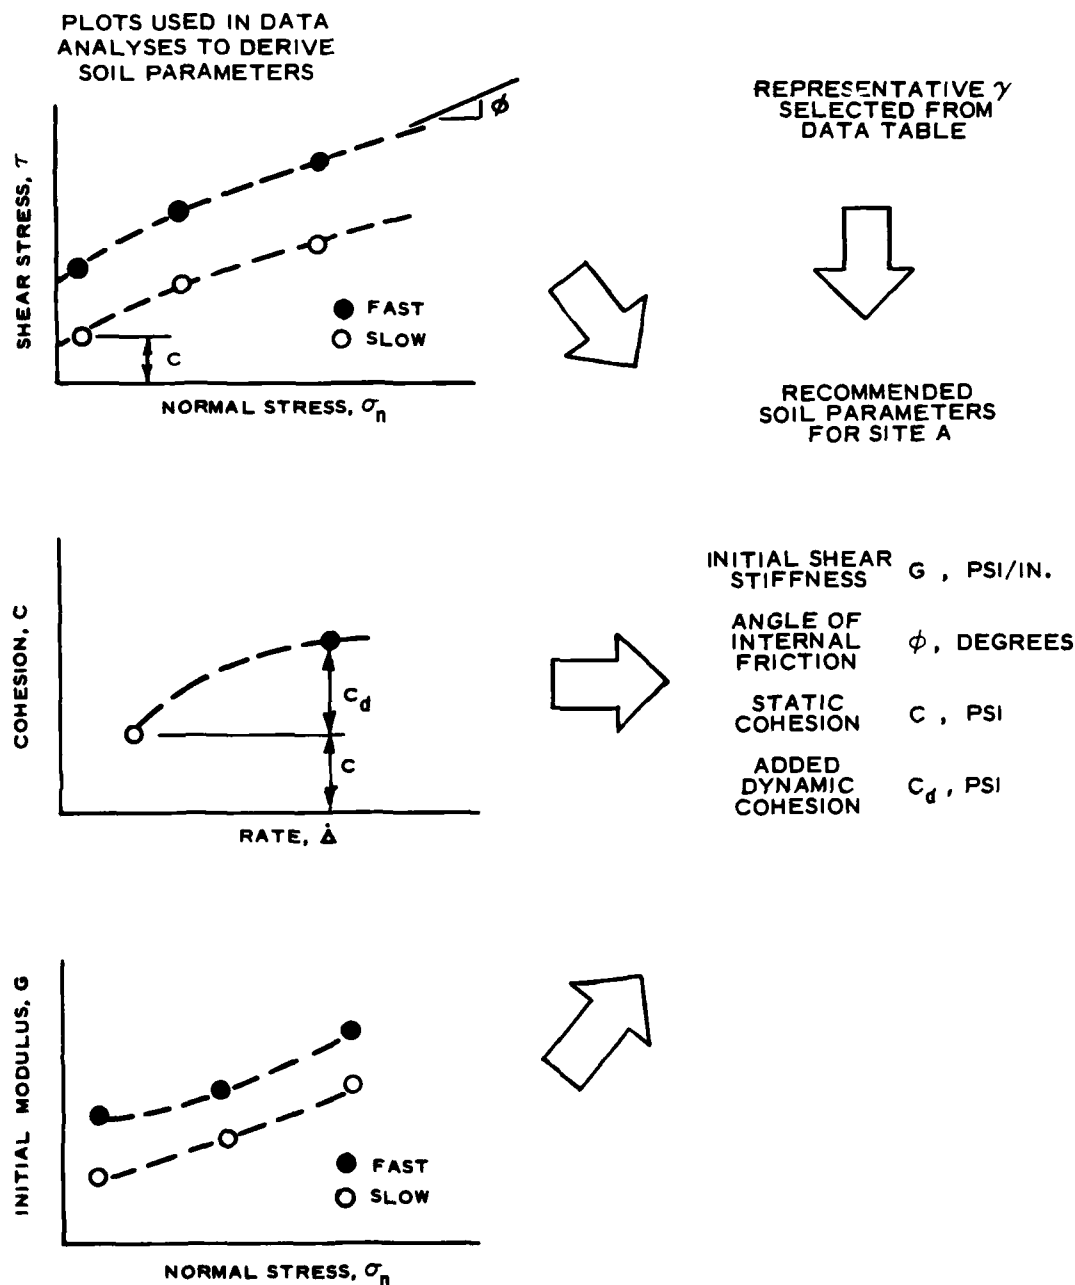 PLOTS USED IN DATA
ANALYSES TO DERIVE
SOIL PARAMETERS
SHEAR STRESS, τ
ϕ
FAST
SLOW
C
NORMAL STRESS, σn
REPRESENTATIVE γ
SELECTED FROM
DATA TABLE
RECOMMENDED
SOIL PARAMETERS
FOR SITE A
COHESION, C
Cd
C
RATE, Δ̇
INITIAL SHEAR
STIFFNESS G , PSI/IN.
ANGLE OF
INTERNAL
FRICTION ϕ, DEGREES
STATIC
COHESION C , PSI
ADDED
DYNAMIC
COHESION Cd , PSI
INITIAL MODULUS, G
FAST
SLOW
NORMAL STRESS, σn